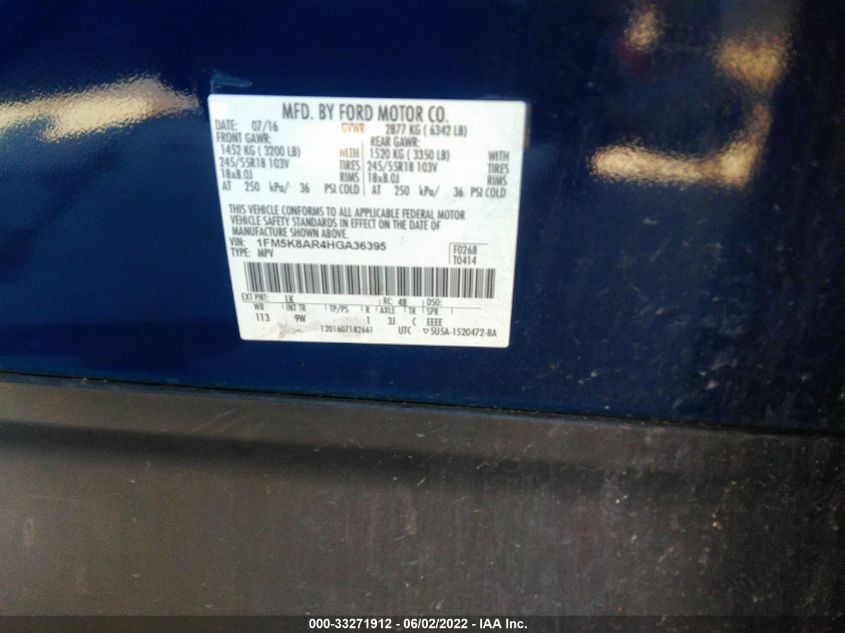 MFD. BY FORD MOTOR CO.
DATE: 07/16 GVWR 2877 KG ( 6342 LB)
FRONT GAWR: REAR GAWR:
1452 KG ( 3200 LB) WITH 1520 KG ( 3350 LB) WITH
245/55R18 103V TIRES 245/55R18 103V TIRES
18x8.0J RIMS 18x8.0J RIMS
AT 250 kPa/ 36 PSI COLD AT 250 kPa/ 36 PSI COLD
THIS VEHICLE CONFORMS TO ALL APPLICABLE FEDERAL MOTOR
VEHICLE SAFETY STANDARDS IN EFFECT ON THE DATE OF
MANUFACTURE SHOWN ABOVE.
VIN: 1FM5K8AR4HGA36395 F0268
TYPE: MPV T0414
EXT PNT: LK RC: 48 DSO:
WB INT TR TP/PS R AXLE TR SPR
113 9W 1 3J C EEEE
1201607182661 UTC ▽5U5A-1520472-BA
000-33271912 - 06/02/2022 - IAA Inc.